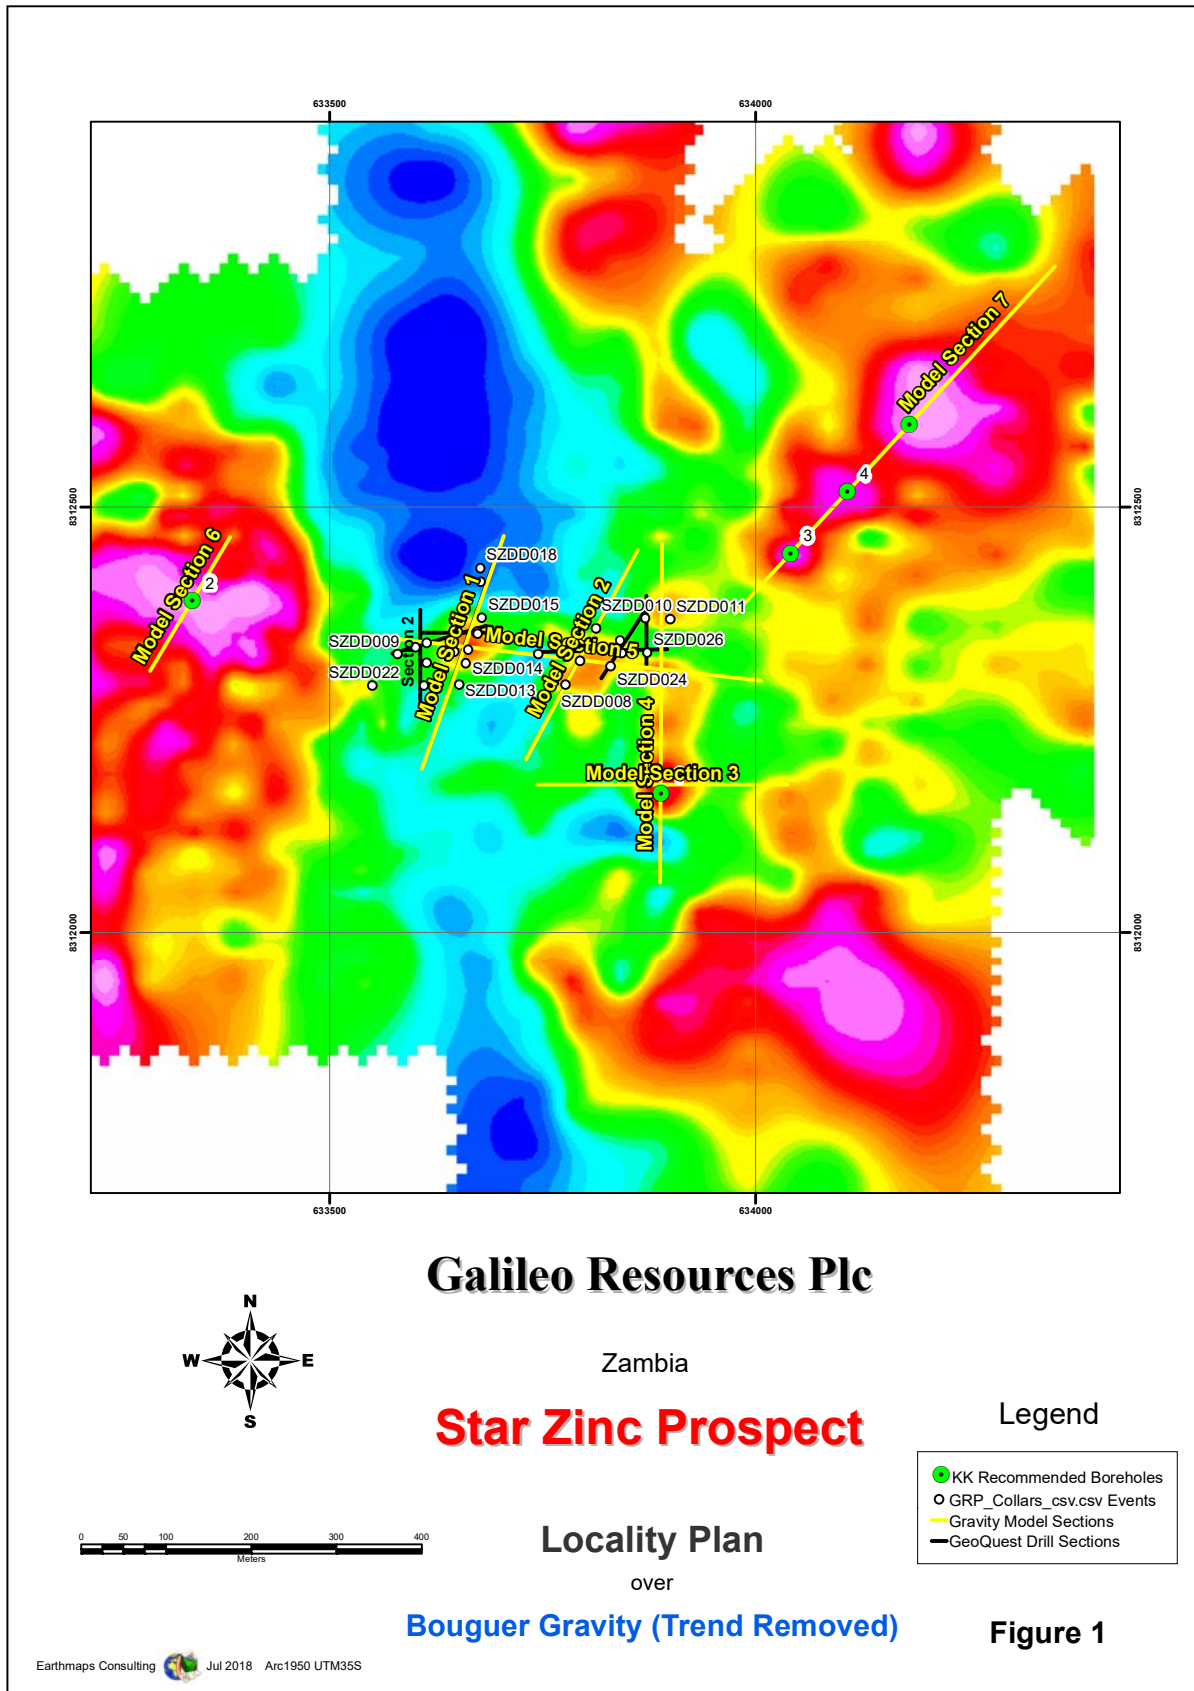 633500
634000
Model Section 7
4
8312500
8312500
3
Model Section 6
2
SZDD018
SZDD015
SZDD010
SZDD011
Section 2
Model Section 1
Model Section 2
SZDD009
Model S
Section 5
SZDD026
SZDD014
SZDD022
SZDD013
SZDD024
SZDD008
Model Section 4
Model Section 3
8312000
8312000
633500
634000
Galileo Resources Plc
N
W
E
S
Zambia
Star Zinc Prospect
Legend
KK Recommended Boreholes
GRP_Collars_csv.csv Events
Gravity Model Sections
GeoQuest Drill Sections
0 50 100 200 300 400
Meters
Locality Plan
over
Bouguer Gravity (Trend Removed)
Figure 1
Earthmaps Consulting Jul 2018 Arc1950 UTM35S